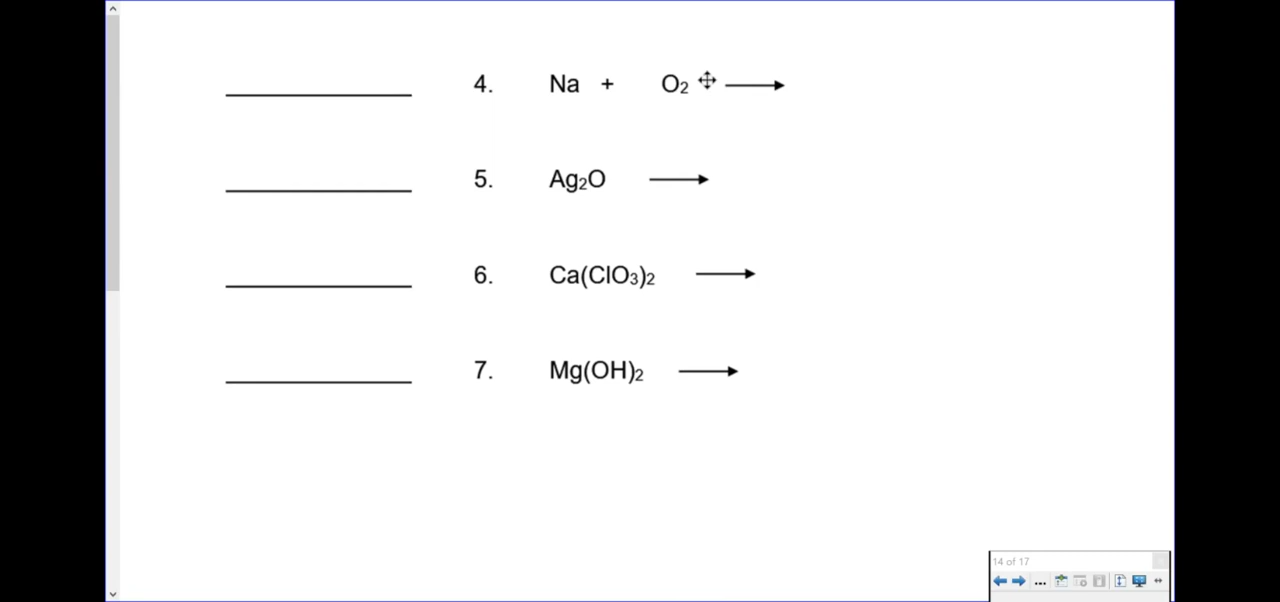 4. Na + O₂ ⟶
5. Ag₂O ⟶
6. Ca(ClO₃)₂ ⟶
7. Mg(OH)₂ ⟶
14 of 17